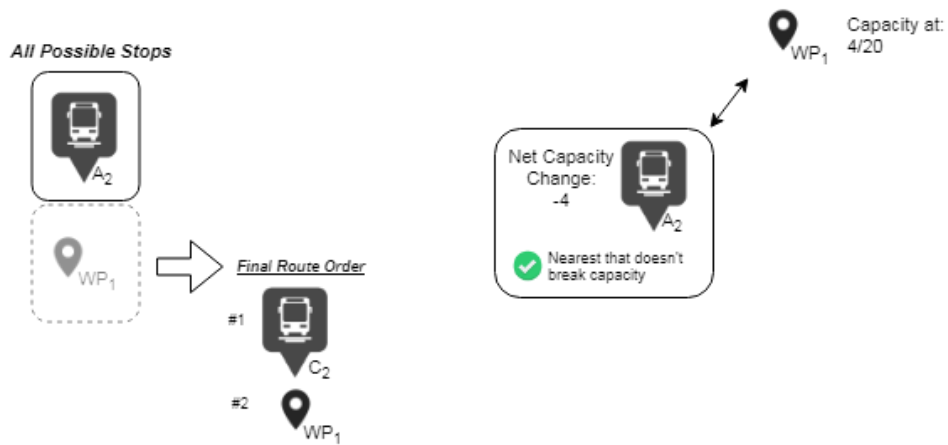 All Possible Stops
A2
WP1
Final Route Order
#1
C2
#2
WP1
WP1
Capacity at:
4/20
Net Capacity
Change:
-4
A2
Nearest that doesn't
break capacity